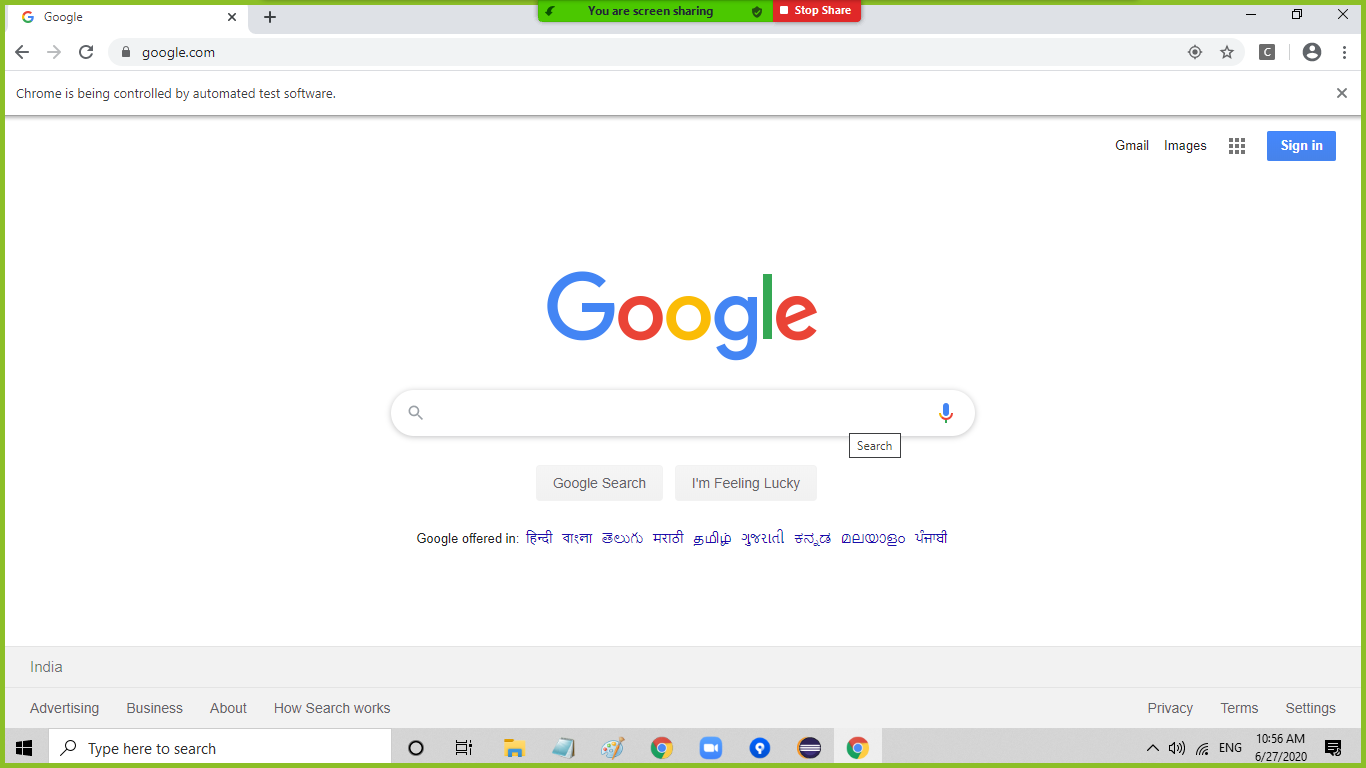 Google
You are screen sharing
Stop Share
google.com
C
Chrome is being controlled by automated test software.
Gmail Images Sign in
Google
Search
Google Search I'm Feeling Lucky
Google offered in: हिन्दी বাংলা తెలుగు मराठी தமிழ் ગુજરાતી ಕನ್ನಡ മലയാളം ਪੰਜਾਬੀ
India
Advertising Business About How Search works Privacy Terms Settings
Type here to search ENG 10:56 AM
6/27/2020